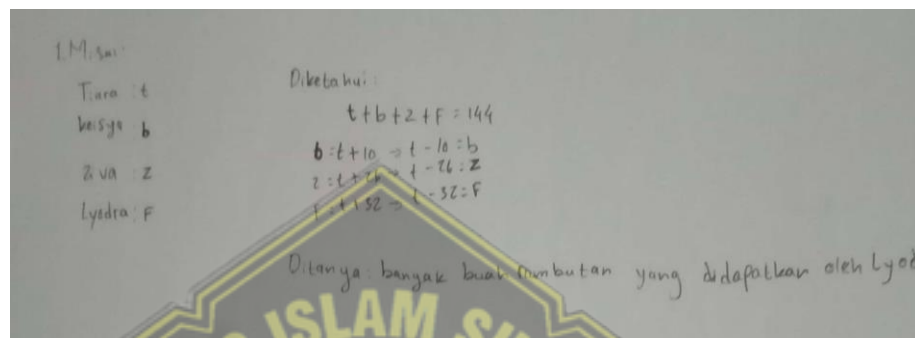 1. Misal:
Tiara : t
keisya b
Ziva : Z
Lyodra : F
Diketahui:
t + b + z + F = 144
b = t + 10 → t - 10 = b
z = t + 26 → t - 26 = Z
F = t + 32 → t - 32 = F
Ditanya: banyak buah rambutan yang didapatkan oleh Lyod
ISLAM